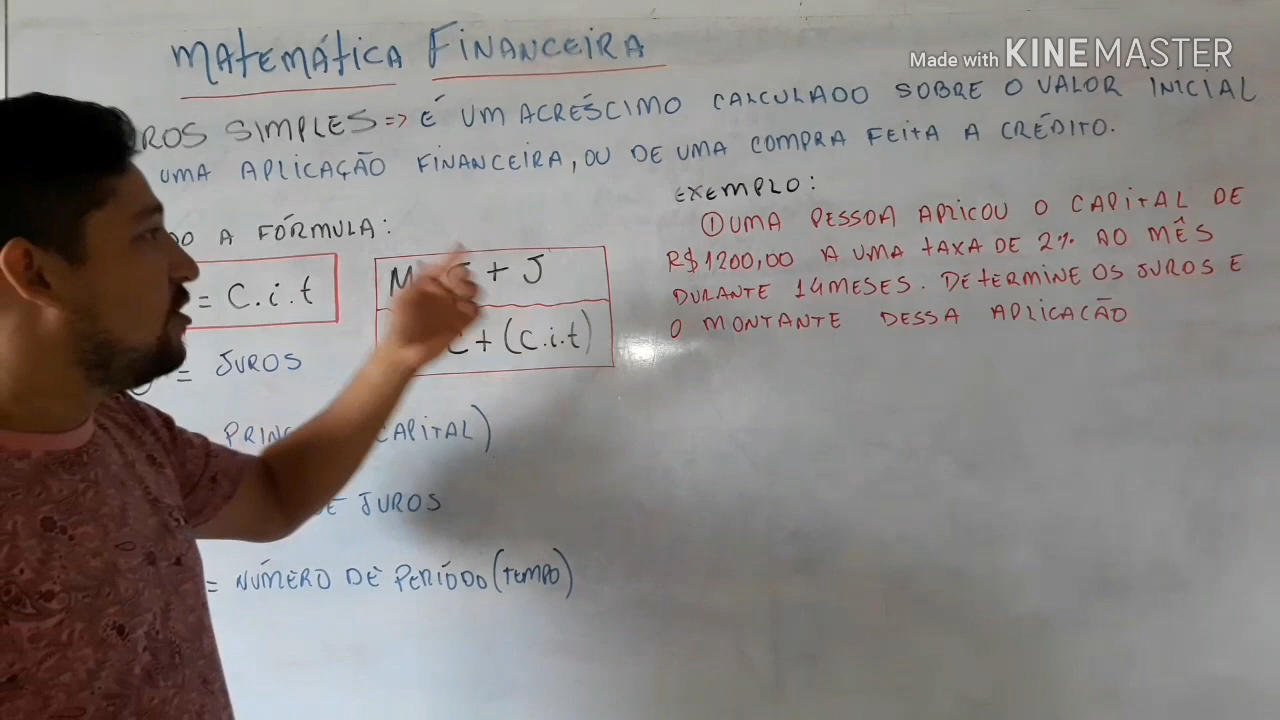 MATEMÁTICA FINANCEIRA
Made with KINEMASTER
ROS SIMPLES => É UM ACRÉSCIMO CALCULADO SOBRE O VALOR INICIAL
UMA APLICAÇÃO FINANCEIRA, OU DE UMA COMPRA FEITA A CRÉDITO.
DO A FÓRMULA:
= C.i.t
M C + J
C + (C.i.t)
= JUROS
CAPITAL)
JUROS
= NÚMERO DE PERÍODO (TEMPO)
EXEMPLO:
① UMA PESSOA APLICOU O CAPITAL DE
R$1200,00 A UMA TAXA DE 2% AO MÊS
DURANTE 14 MESES. DETERMINE OS JUROS E
O MONTANTE DESSA APLICACÃO